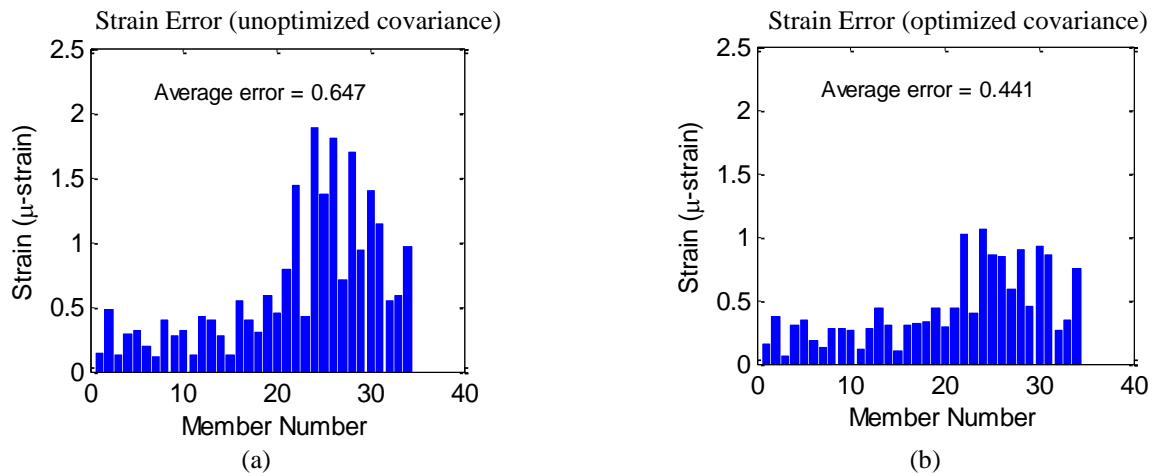 Strain Error (unoptimized covariance)
2.5
2
1.5
1
0.5
0
Average error = 0.647
Strain (μ-strain)
0 10 20 30 40
Member Number
(a)
Strain Error (optimized covariance)
2.5
2
1.5
1
0.5
0
Average error = 0.441
Strain (μ-strain)
0 10 20 30 40
Member Number
(b)